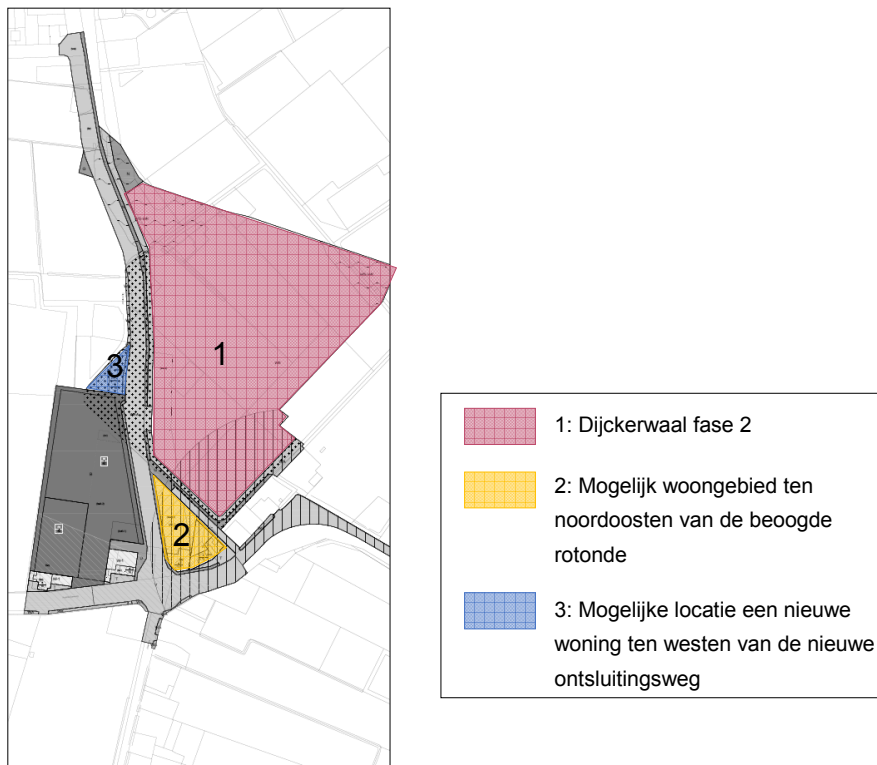 1
3
2
1: Dijckerwaal fase 2
2: Mogelijk woongebied ten
noordoosten van de beoogde
rotonde
3: Mogelijke locatie een nieuwe
woning ten westen van de nieuwe
ontsluitingsweg